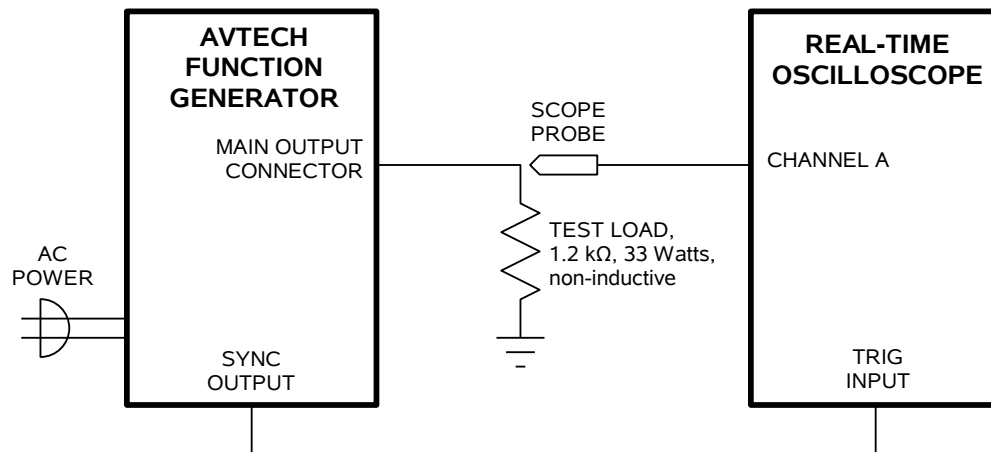 AVTECH
FUNCTION
GENERATOR
MAIN OUTPUT
CONNECTOR
AC
POWER
SYNC
OUTPUT
SCOPE
PROBE
TEST LOAD,
1.2 kΩ, 33 Watts,
non-inductive
REAL-TIME
OSCILLOSCOPE
CHANNEL A
TRIG
INPUT